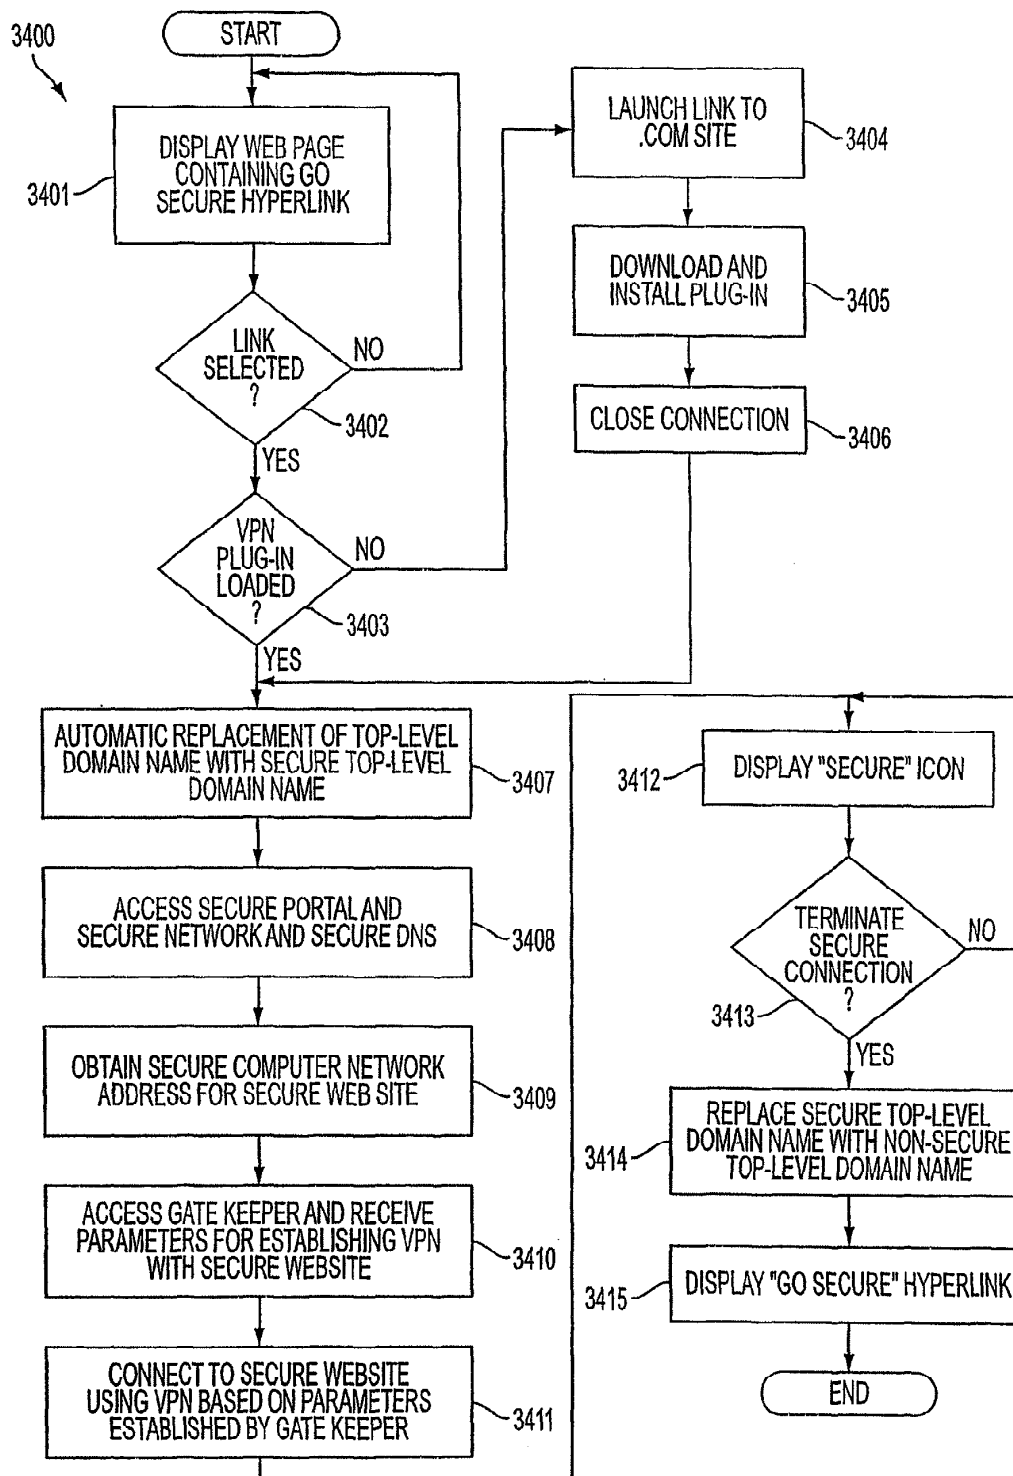 3400
START
DISPLAY WEB PAGE
CONTAINING GO
SECURE HYPERLINK
3401
LINK
SELECTED
?
NO
3402
YES
VPN
PLUG-IN
LOADED
?
NO
3403
YES
LAUNCH LINK TO
.COM SITE
3404
DOWNLOAD AND
INSTALL PLUG-IN
3405
CLOSE CONNECTION
3406
AUTOMATIC REPLACEMENT OF TOP-LEVEL
DOMAIN NAME WITH SECURE TOP-LEVEL
DOMAIN NAME
3407
ACCESS SECURE PORTAL AND
SECURE NETWORK AND SECURE DNS
3408
OBTAIN SECURE COMPUTER NETWORK
ADDRESS FOR SECURE WEB SITE
3409
ACCESS GATE KEEPER AND RECEIVE
PARAMETERS FOR ESTABLISHING VPN
WITH SECURE WEBSITE
3410
CONNECT TO SECURE WEBSITE
USING VPN BASED ON PARAMETERS
ESTABLISHED BY GATE KEEPER
3411
3412
DISPLAY "SECURE" ICON
TERMINATE
SECURE
CONNECTION
?
NO
3413
YES
REPLACE SECURE TOP-LEVEL
DOMAIN NAME WITH NON-SECURE
TOP-LEVEL DOMAIN NAME
3414
DISPLAY "GO SECURE" HYPERLINK
3415
END